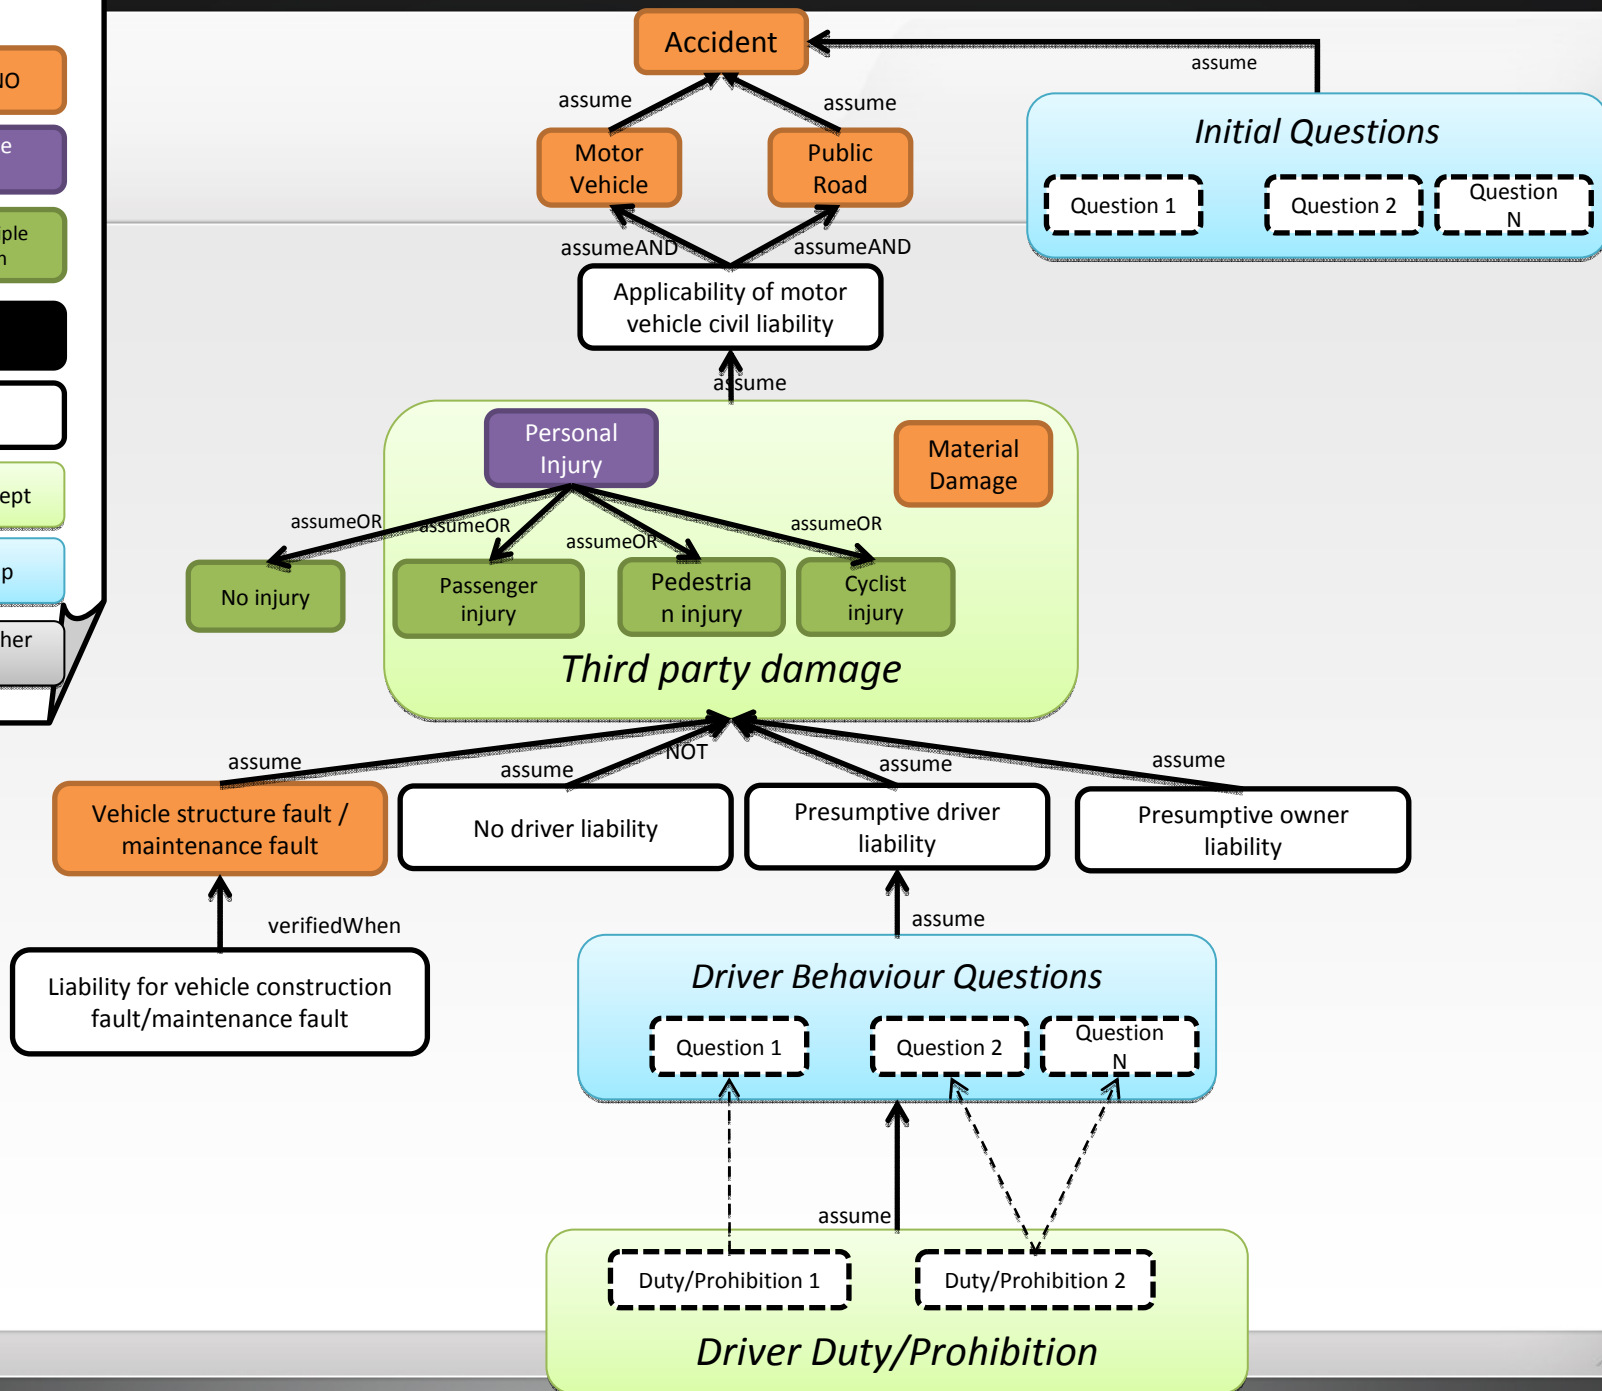 Accident
assume
assume
assume
Initial Questions
Motor
Vehicle
Public
Road
Question 1
Question 2
Question
N
assumeAND
assumeAND
Applicability of motor
vehicle civil liability
assume
Personal
Injury
Material
Damage
assumeOR
assumeOR
assumeOR
assumeOR
No injury
Passenger
injury
Pedestria
n injury
Cyclist
injury
Third party damage
assume
assume
NOT
assume
assume
Vehicle structure fault /
maintenance fault
No driver liability
Presumptive driver
liability
Presumptive owner
liability
verifiedWhen
assume
Liability for vehicle construction
fault/maintenance fault
Driver Behaviour Questions
Question 1
Question 2
Question
N
assume
Duty/Prohibition 1
Duty/Prohibition 2
Driver Duty/Prohibition